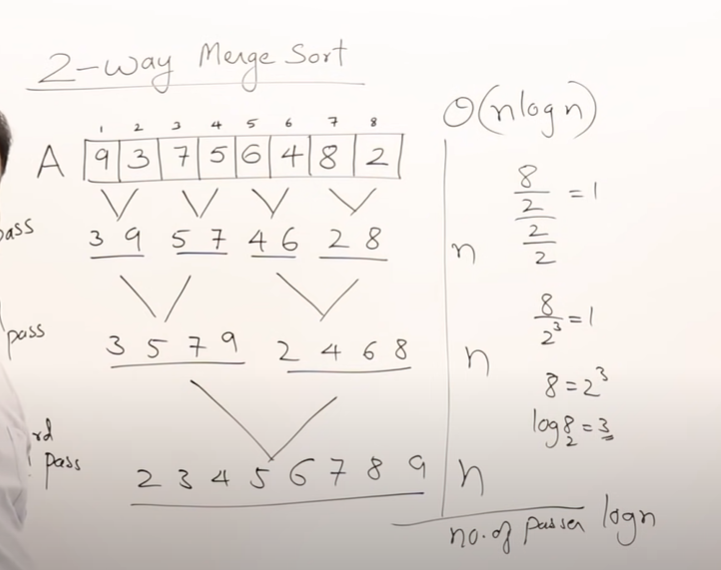 2-way Merge Sort
1 2 3 4 5 6 7 8
A 9 3 7 5 6 4 8 2
pass
3 9 5 7 4 6 2 8
pass
3 5 7 9 2 4 6 8
rd
pass
2 3 4 5 6 7 8 9
Θ(nlogn)
n
n
n
8/2/2/2 = 1
8/2³ = 1
8 = 2³
log₂8 = 3
no. of passes logn